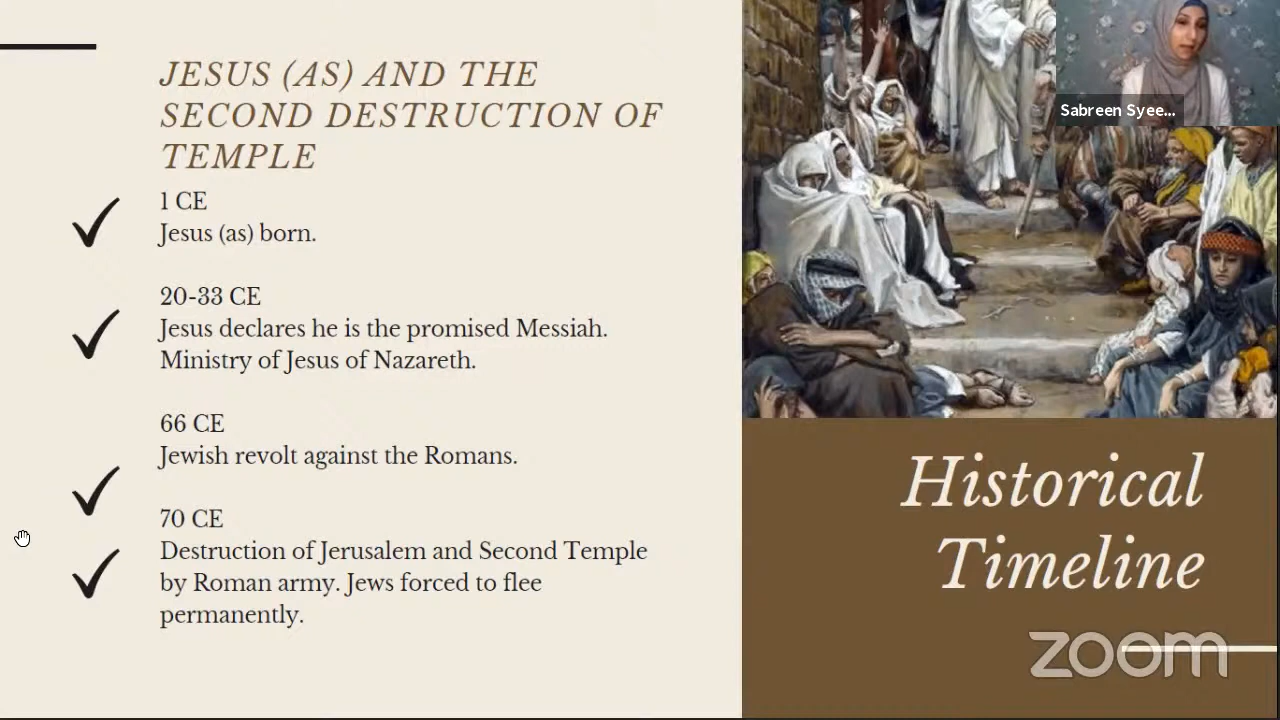 JESUS (AS) AND THE
SECOND DESTRUCTION OF
TEMPLE
1 CE
Jesus (as) born.
20-33 CE
Jesus declares he is the promised Messiah.
Ministry of Jesus of Nazareth.
66 CE
Jewish revolt against the Romans.
70 CE
Destruction of Jerusalem and Second Temple
by Roman army. Jews forced to flee
permanently.
Sabreen Syee...
Historical
Timeline
zoom